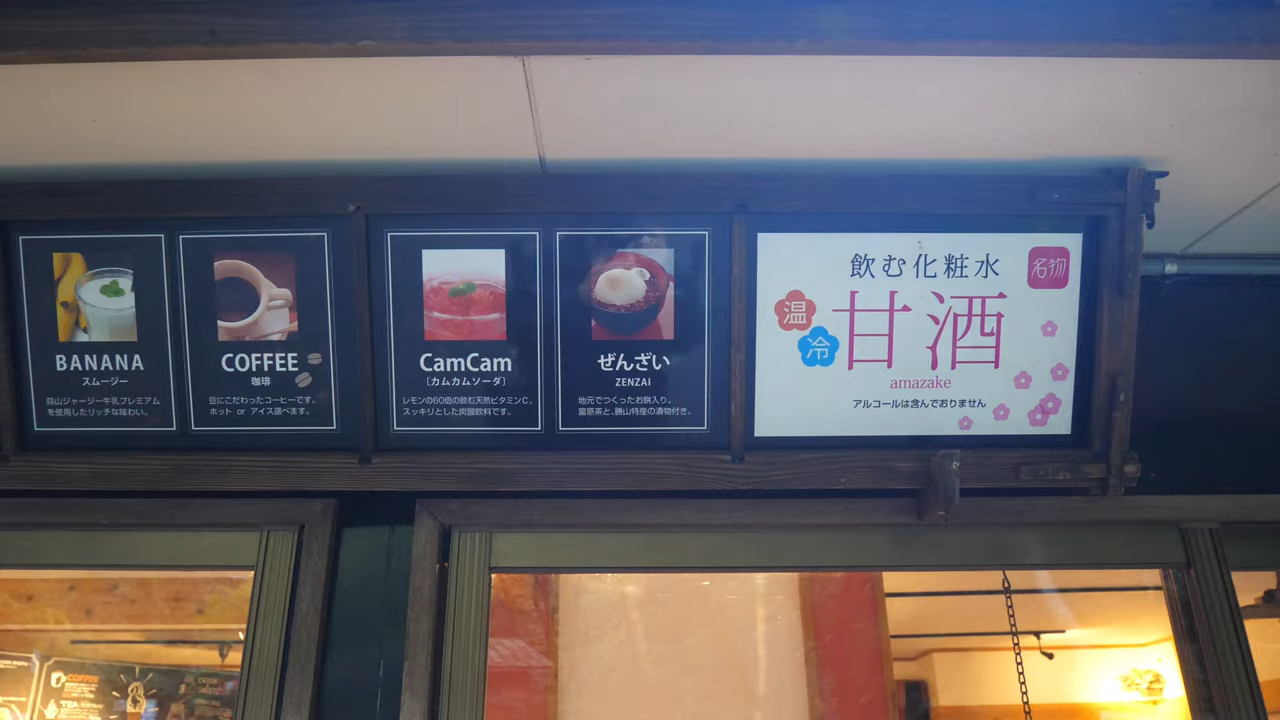 BANANA
スムージー
蒜山ジャージー牛乳プレミアム
を使用したリッチな味わい。
COFFEE
珈琲
豆にこだわったコーヒーです。
ホット or アイス選べます。
CamCam
〔カムカムソーダ〕
レモンの60倍の飲む天然ビタミンC。
スッキリとした炭酸飲料です。
ぜんざい
ZENZAI
地元でつくったお餅入り。
富原茶と、勝山特産の漬物付き。
飲む化粧水
名物
温
冷
甘酒
amazake
アルコールは含んでおりません
COFFEE
TEA